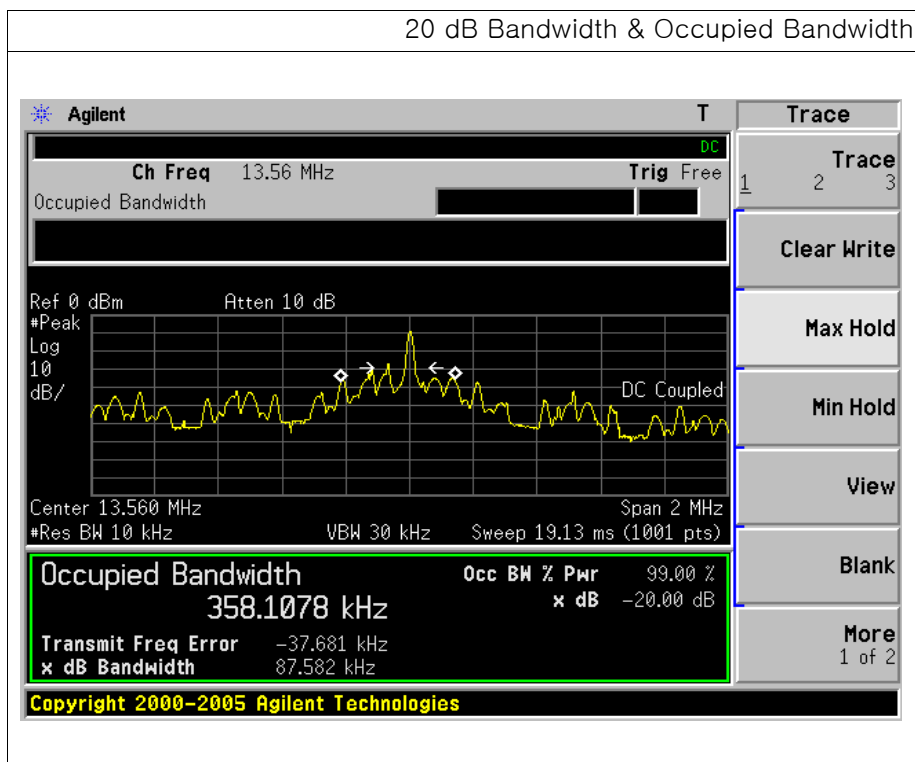 20 dB Bandwidth & Occupied Bandwidth
Agilent T
DC
Ch Freq 13.56 MHz Trig Free
Occupied Bandwidth
Ref 0 dBm Atten 10 dB
#Peak
Log
10
dB/
DC Coupled
Center 13.560 MHz Span 2 MHz
#Res BW 10 kHz VBW 30 kHz Sweep 19.13 ms (1001 pts)
Occupied Bandwidth Occ BW % Pwr 99.00 %
358.1078 kHz x dB -20.00 dB
Transmit Freq Error -37.681 kHz
x dB Bandwidth 87.582 kHz
Copyright 2000-2005 Agilent Technologies
Trace
Trace
1 2 3
Clear Write
Max Hold
Min Hold
View
Blank
More
1 of 2